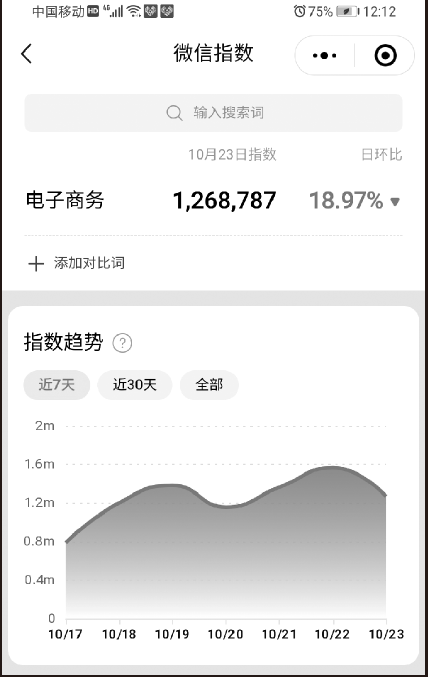 中国移动 HD 4G 75% 12:12
微信指数
输入搜索词
10月23日指数 日环比
电子商务 1,268,787 18.97%
添加对比词
指数趋势 ?
近7天 近30天 全部
2m
1.6m
1.2m
0.8m
0.4m
0
10/17 10/18 10/19 10/20 10/21 10/22 10/23